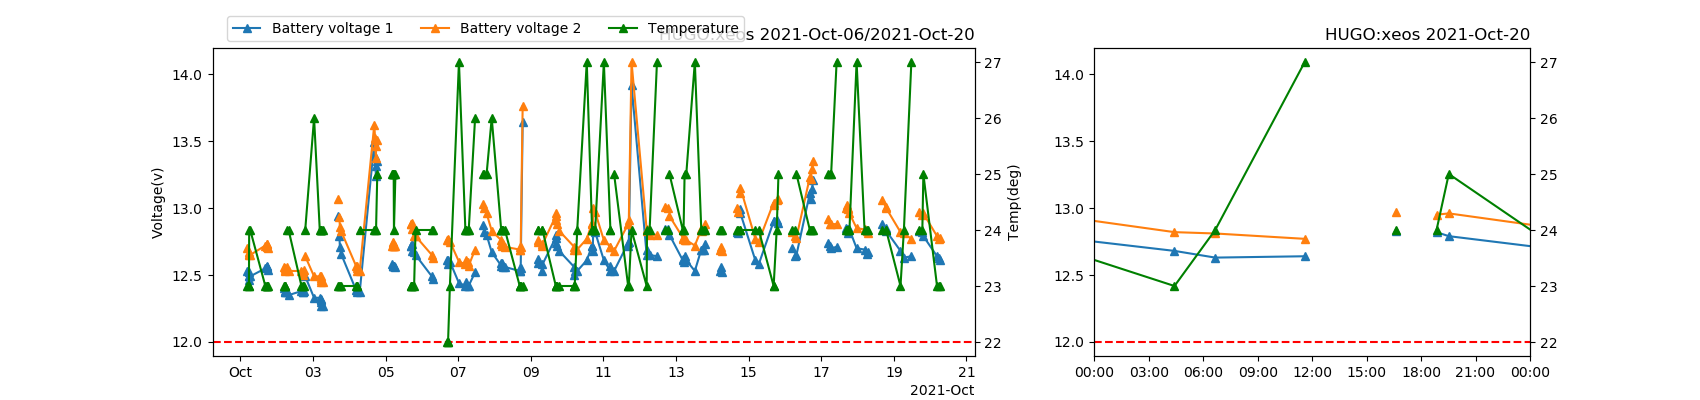 Battery voltage 1 Battery voltage 2 Temperature
HUGO:xeos 2021-Oct-06/2021-Oct-20
14.0
13.5
13.0
12.5
12.0
Voltage(v)
27
26
25
24
23
22
Temp(deg)
Oct 03 05 07 09 11 13 15 17 19 21
2021-Oct
HUGO:xeos 2021-Oct-20
14.0
13.5
13.0
12.5
12.0
27
26
25
24
23
22
00:00 03:00 06:00 09:00 12:00 15:00 18:00 21:00 00:00